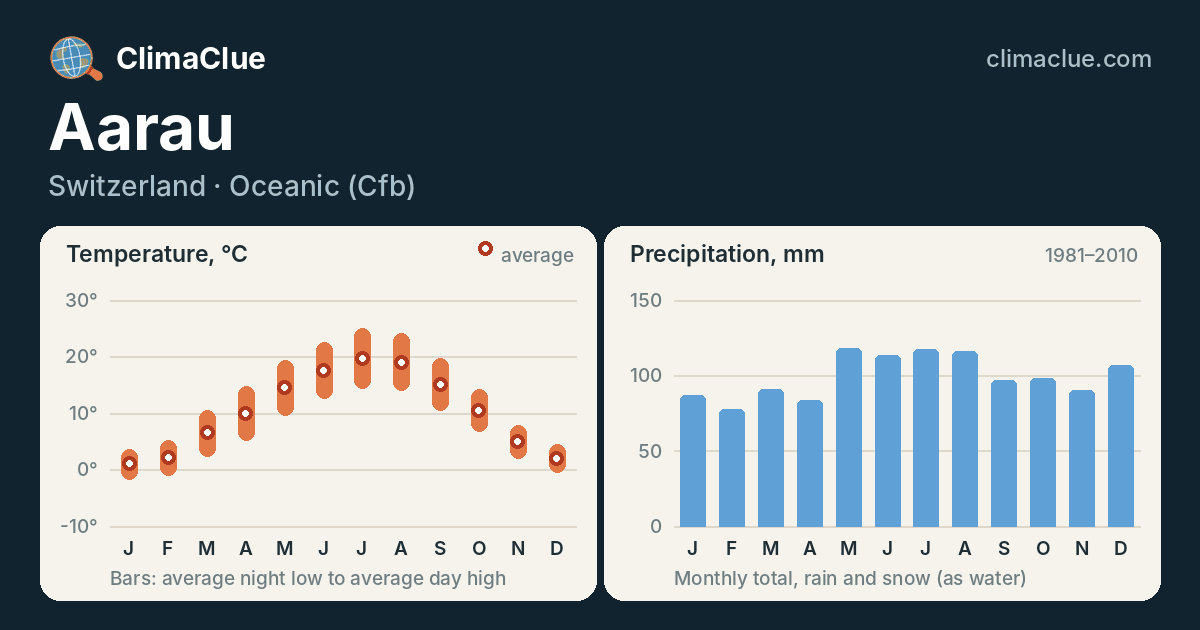 ClimaClue
climaclue.com
Aarau
Switzerland · Oceanic (Cfb)
Temperature, °C
average
30°
20°
10°
0°
-10°
J F M A M J J A S O N D
Bars: average night low to average day high
Precipitation, mm
1981–2010
150
100
50
0
J F M A M J J A S O N D
Monthly total, rain and snow (as water)